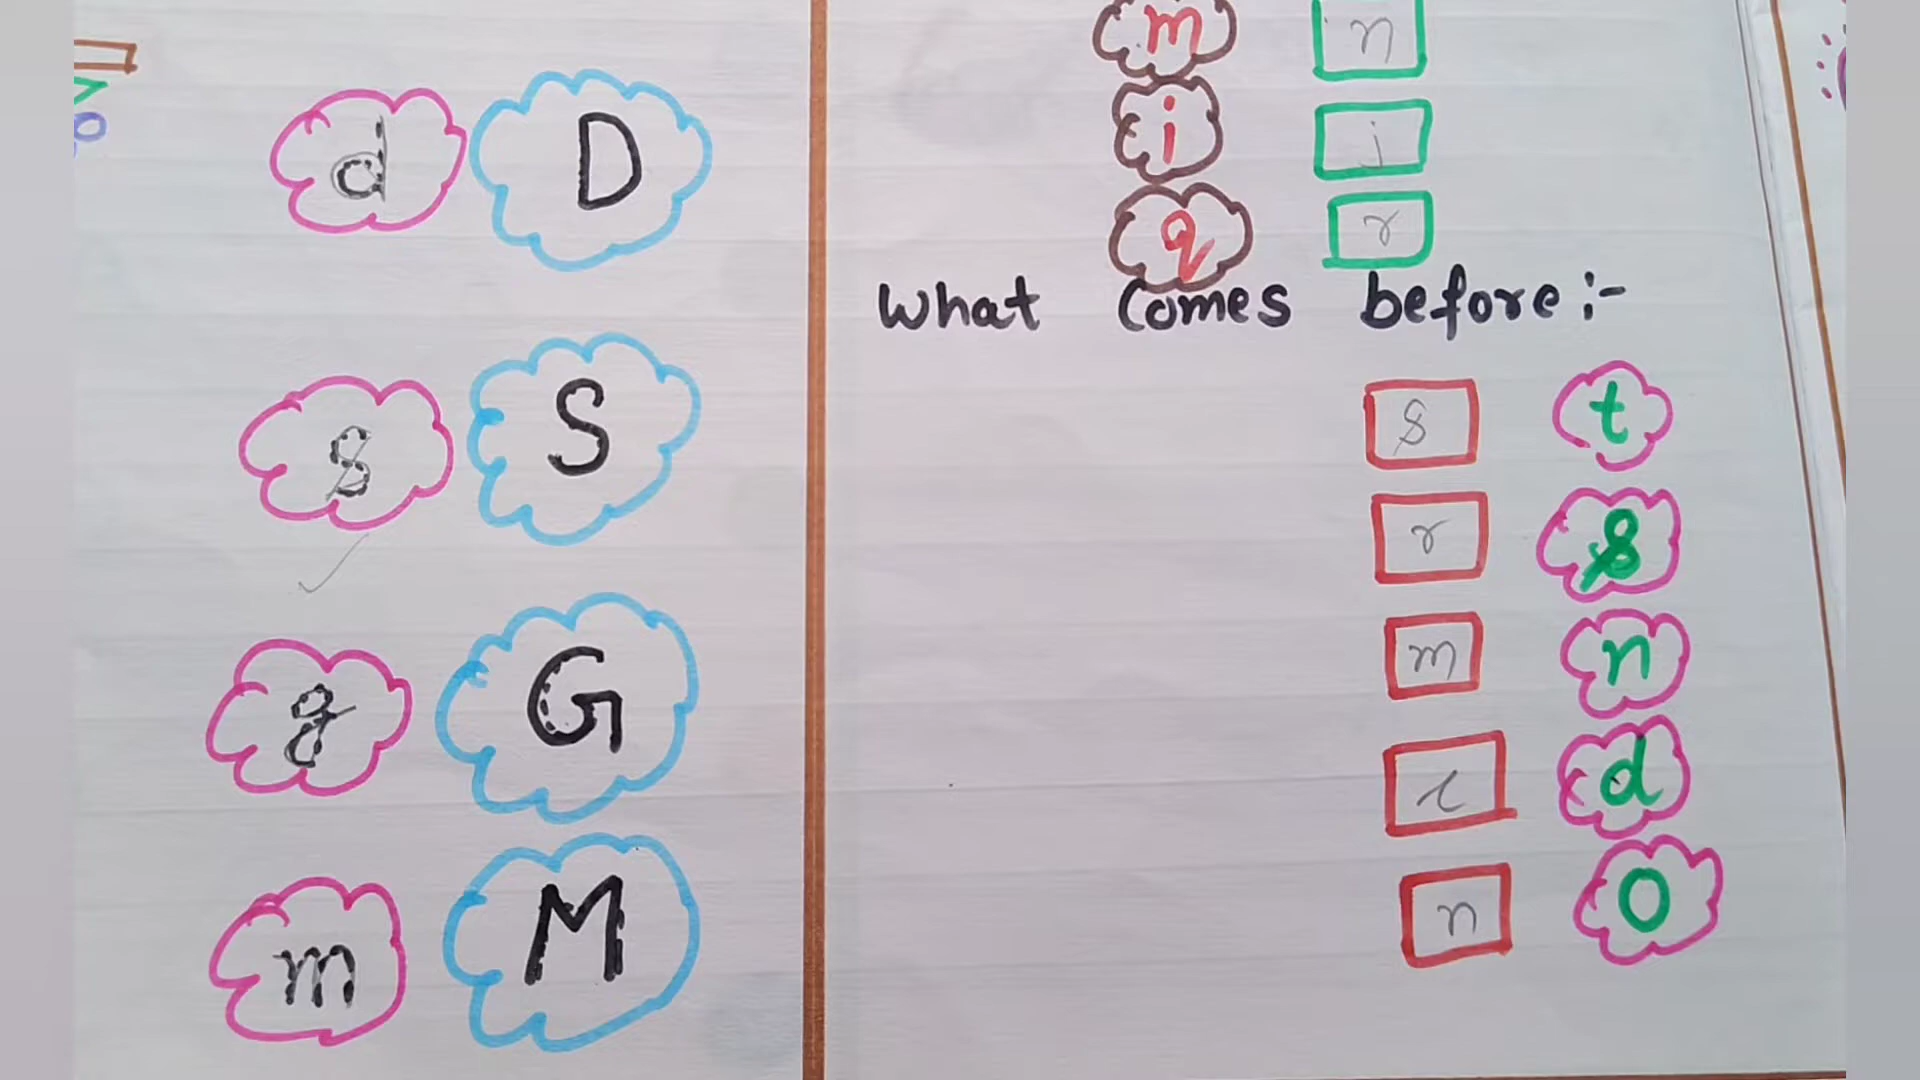 d D
s S
g G
m M
m n
i j
q r
What comes before :-
s t
r s
m n
c d
n o